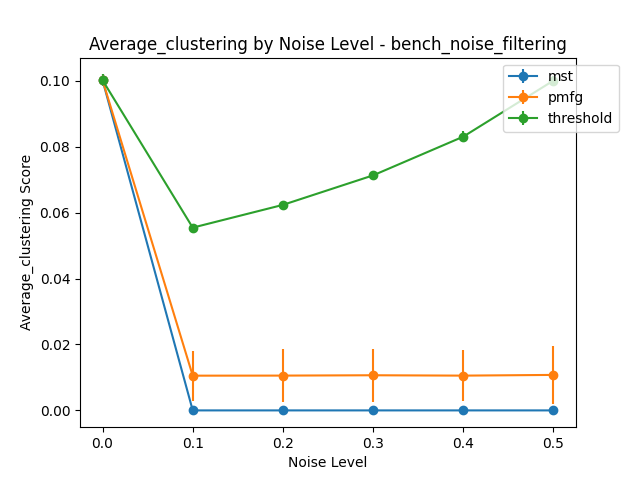 Average_clustering by Noise Level - bench_noise_filtering
mst
pmfg
threshold
0.10
0.08
0.06
0.04
0.02
0.00
Average_clustering Score
0.0 0.1 0.2 0.3 0.4 0.5
Noise Level